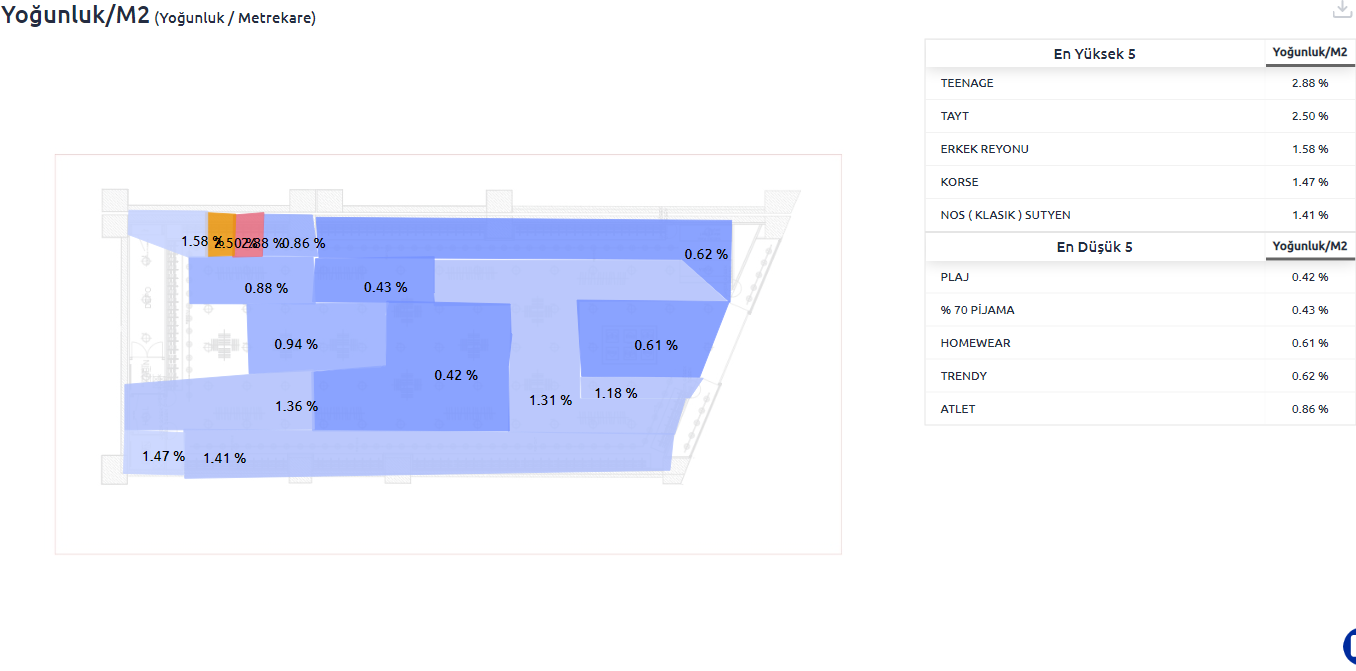 Yoğunluk/M2 (Yoğunluk / Metrekare)
En Yüksek 5 Yoğunluk/M2
TEENAGE 2.88 %
TAYT 2.50 %
ERKEK REYONU 1.58 %
KORSE 1.47 %
NOS ( KLASIK ) SUTYEN 1.41 %
En Düşük 5 Yoğunluk/M2
PLAJ 0.42 %
% 70 PİJAMA 0.43 %
HOMEWEAR 0.61 %
TRENDY 0.62 %
ATLET 0.86 %
1.58 % 2.50 % 2.88 % 0.86 %
0.62 %
0.88 % 0.43 %
0.94 % 0.61 %
0.42 %
1.31 % 1.18 %
1.36 %
1.47 % 1.41 %